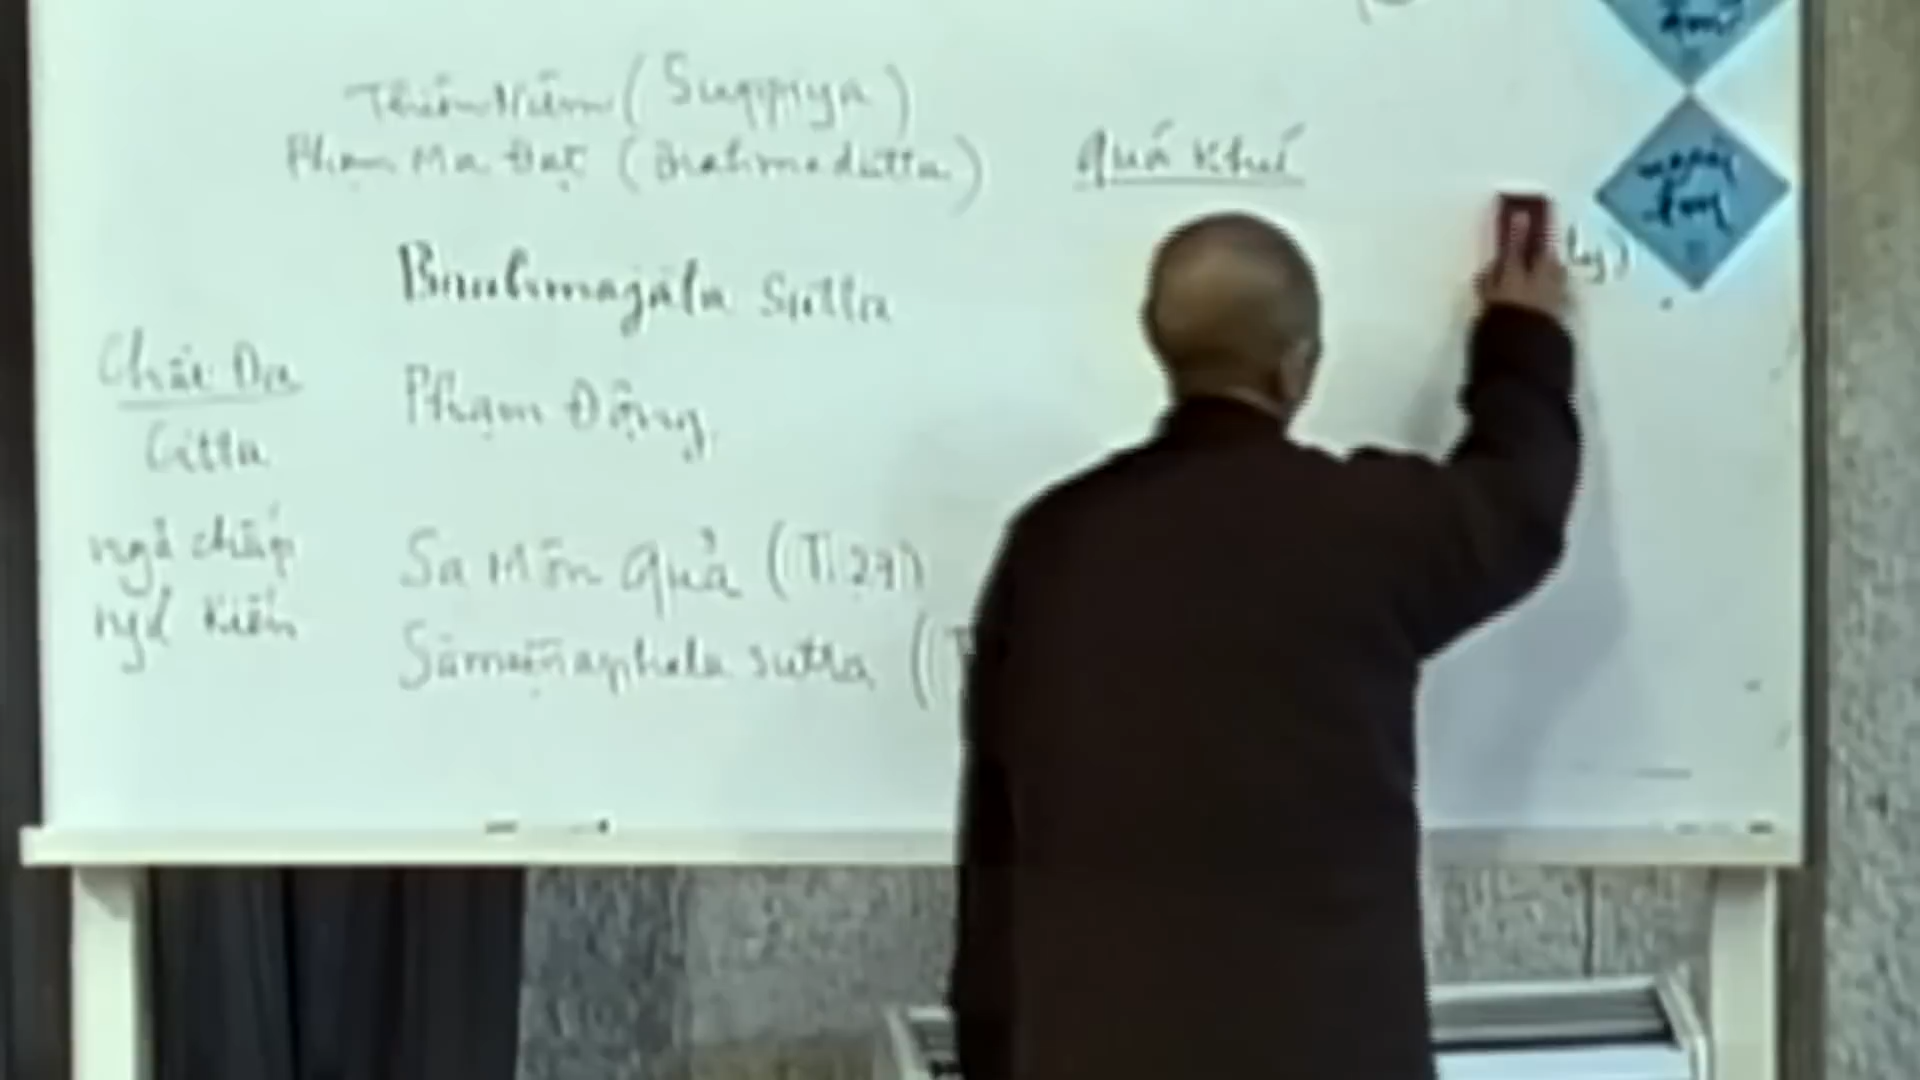 Thiện Niệm (Suppiya)
Phạm Ma Đạt (Brahmadatta)
Quá Khứ
Brahmajāla Sutta
Chất Đa
Citta
Phạm Động
ngã chấp
ngã kiến
Sa Môn Quả (T.27)
Sāmaññaphala sutra (T